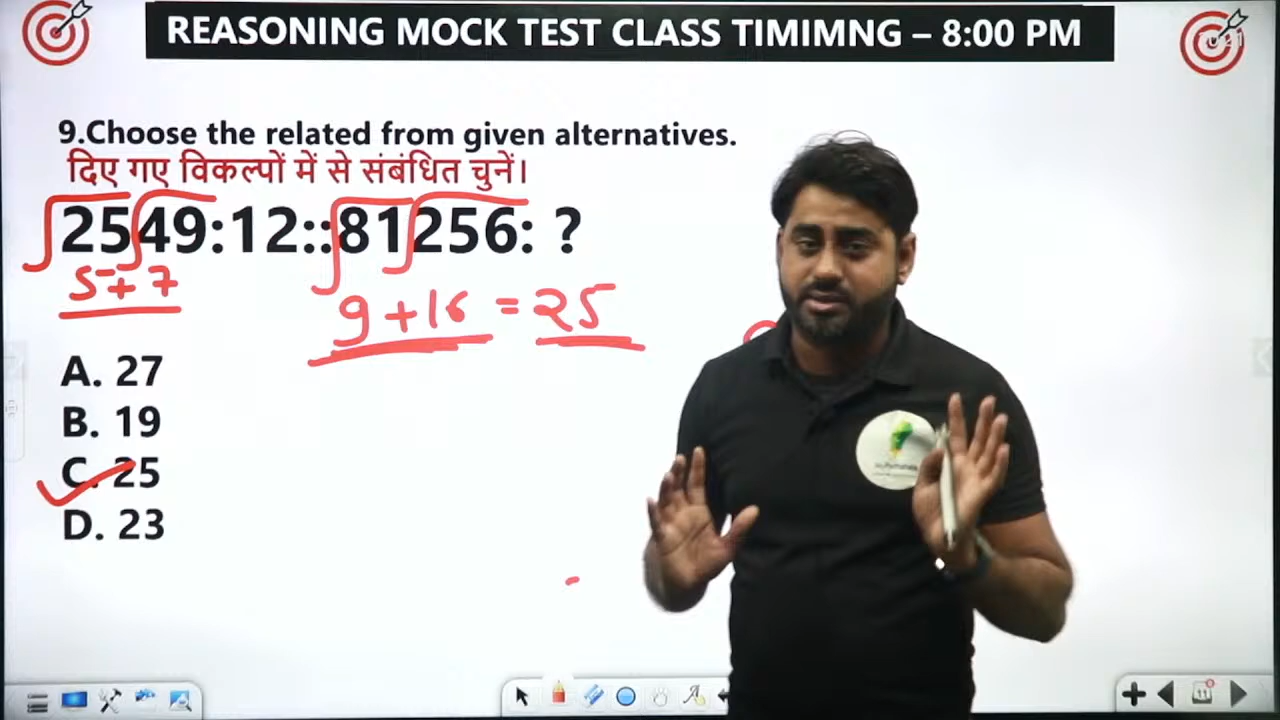 REASONING MOCK TEST CLASS TIMIMNG – 8:00 PM
9.Choose the related from given alternatives.
दिए गए विकल्पों में से संबंधित चुनें।
2549:12::81256: ?
5+7
9+16 = 25
A. 27
B. 19
C. 25
D. 23
11